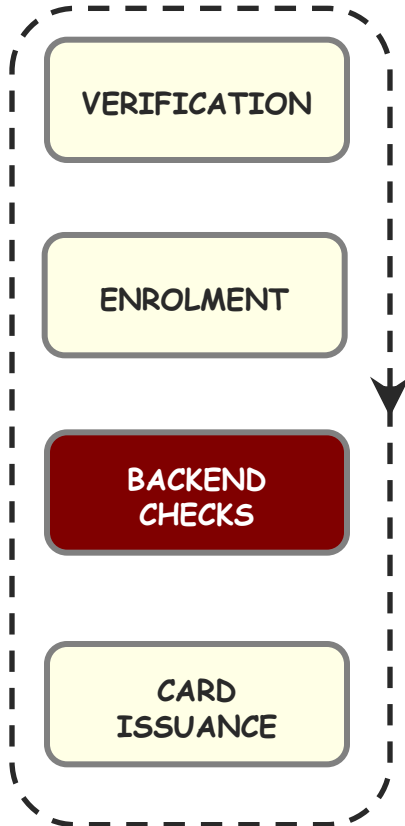 VERIFICATION
ENROLMENT
BACKEND
CHECKS
CARD
ISSUANCE